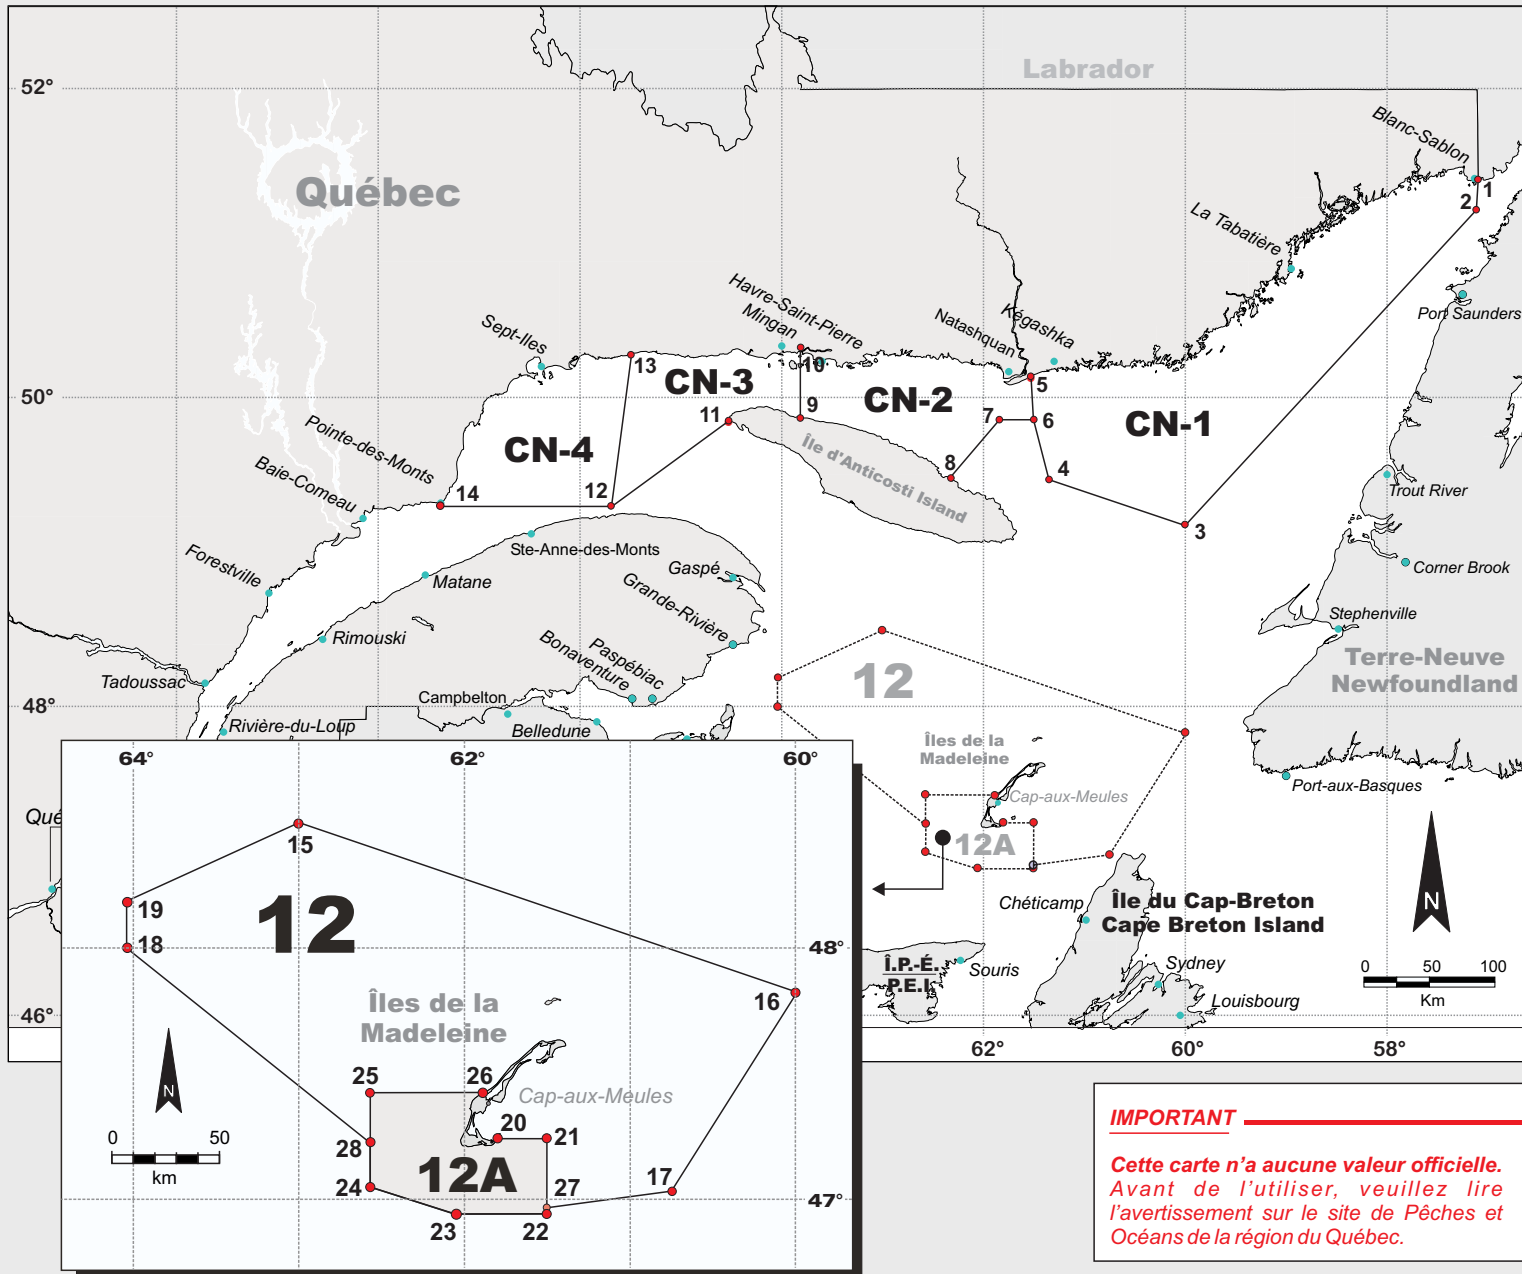 Labrador
52°
Blanc-Sablon
1
2
Québec
La Tabatière
Port Saunders
Havre-Saint-Pierre
Mingan
Kégashka
Natashquan
Sept-Iles
13
10
5
50°
CN-3
CN-2
CN-1
11
9
7
6
Île d'Anticosti Island
Pointe-des-Monts
CN-4
8
4
Baie-Comeau
14
12
3
Trout River
Ste-Anne-des-Monts
Gaspé
Corner Brook
Forestville
Matane
Grande-Rivière
Stephenville
Rimouski
Paspébiac
Bonaventure
Terre-Neuve
Newfoundland
Tadoussac
12
Campbelton
Belledune
48°
Rivière-du-Loup
Îles de la
Madeleine
Port-aux-Basques
Cap-aux-Meules
12A
N
Qué
Chéticamp
Île du Cap-Breton
Cape Breton Island
Î.P.-É.
P.E.I.
Souris
Sydney
Louisbourg
0 50 100
Km
46°
62° 60° 58°
64° 62° 60°
15
12
19
18
48°
16
Îles de la
Madeleine
N
25
26
Cap-aux-Meules
0 50
km
20
21
28
12A
24
27
17
47°
23
22
IMPORTANT
Cette carte n'a aucune valeur officielle.
Avant de l'utiliser, veuillez lire
l'avertissement sur le site de Pêches et
Océans de la région du Québec.